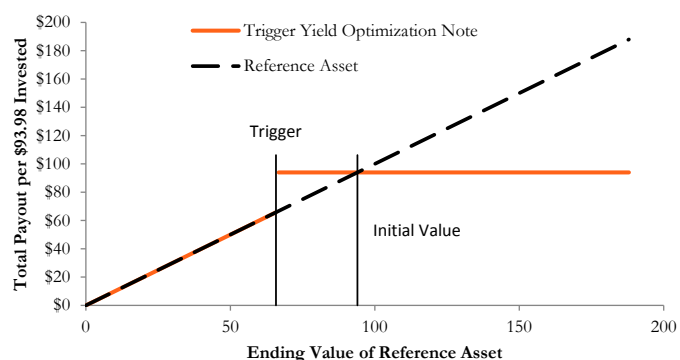 Total Payout per $93.98 Invested
$200
$180
$160
$140
$120
$100
$80
$60
$40
$20
$0
Trigger Yield Optimization Note
Reference Asset
Trigger
Initial Value
0
50
100
150
200
Ending Value of Reference Asset